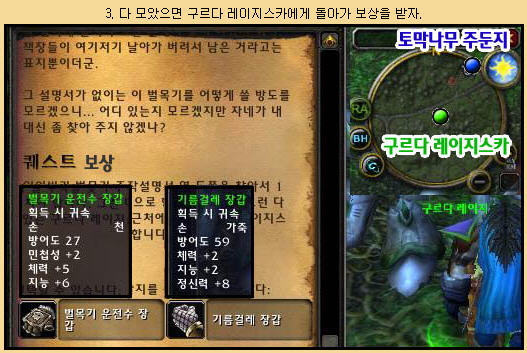 3. 다 모았으면 구르다 레이지스카에게 돌아가 보상을 받자.
책장들이 여기저기 날아가 버려서 남은 거라고는
표지뿐이더군.
그 설명서가 없이는 이 벌목기를 어떻게 쓸 방도를
모르겠으니... 어디 있는지 모르겠지만 자네가 내
대신 좀 찾아 주지 않겠나?
퀘스트 보상
벌목기 운전수 장갑
획득 시 귀속
손 천
방어도 27
민첩성 +2
체력 +5
지능 +6
기름걸레 장갑
획득 시 귀속
손 가죽
방어도 59
체력 +2
지능 +2
정신력 +8
벌목기 운전수 장
갑
기름걸레 장갑
토막나무 주둔지
RA
BH
구르다 레이지스카
구르다 레이지